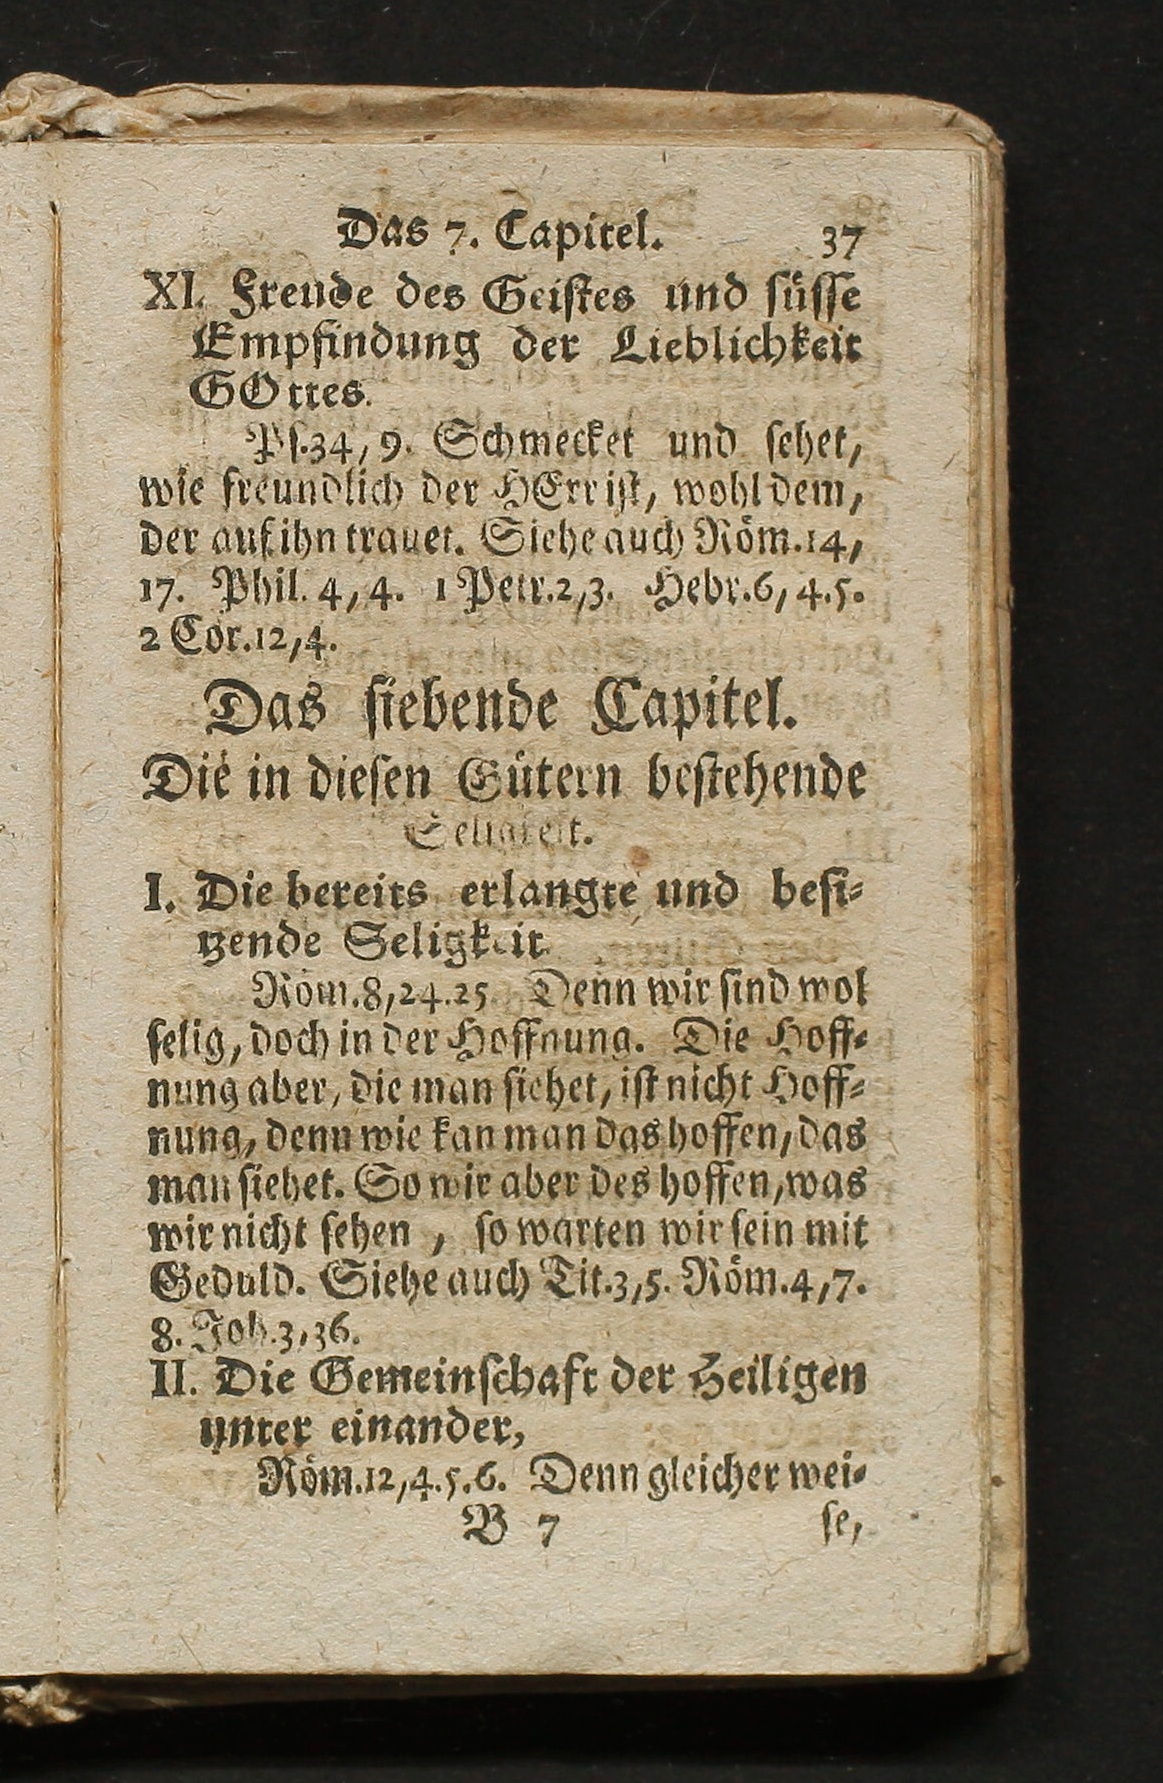 Das 7. Capitel. 37
XI. Freude des Geistes und süsse
Empfindung der Lieblichkeit
GOttes.
Ps.34, 9. Schmecket und sehet,
wie freundlich der HErr ist, wohl dem,
der auf ihn trauet. Siehe auch Röm.14,
17. Phil. 4, 4. 1 Petr.2,3. Hebr.6, 4.5.
2 Cor.12,4.
Das siebende Capitel.
Die in diesen Gütern bestehende
Seligkeit.
I. Die bereits erlangte und besi-
tzende Seligkeit
Röm.8,24.25 Denn wir sind wol
selig, doch in der Hoffnung. Die Hoff-
nung aber, die man siehet, ist nicht Hoff-
nung, denn wie kan man das hoffen, das
man siehet. So wir aber des hoffen, was
wir nicht sehen, so warten wir sein mit
Geduld. Siehe auch Tit.3,5. Röm.4,7.
8. Joh.3,36.
II. Die Gemeinschaft der Heiligen
unter einander,
Röm.12,4.5.6. Denn gleicher wei-
B 7 se,